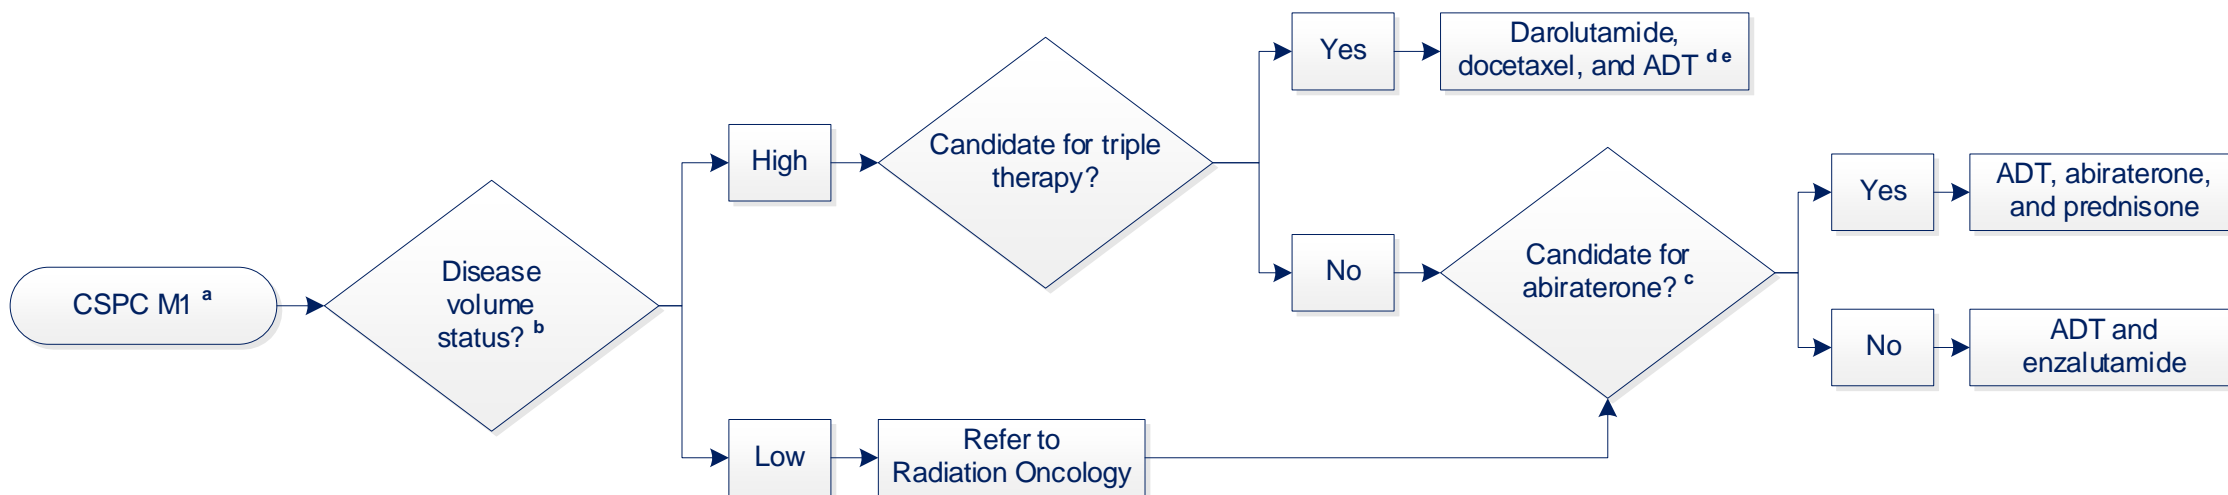 CSPC M1 a
Disease
volume
status? b
High
Candidate for triple
therapy?
Yes
Darolutamide,
docetaxel, and ADT d e
No
Candidate for
abiraterone? c
Yes
ADT, abiraterone,
and prednisone
No
ADT and
enzalutamide
Low
Refer to
Radiation Oncology